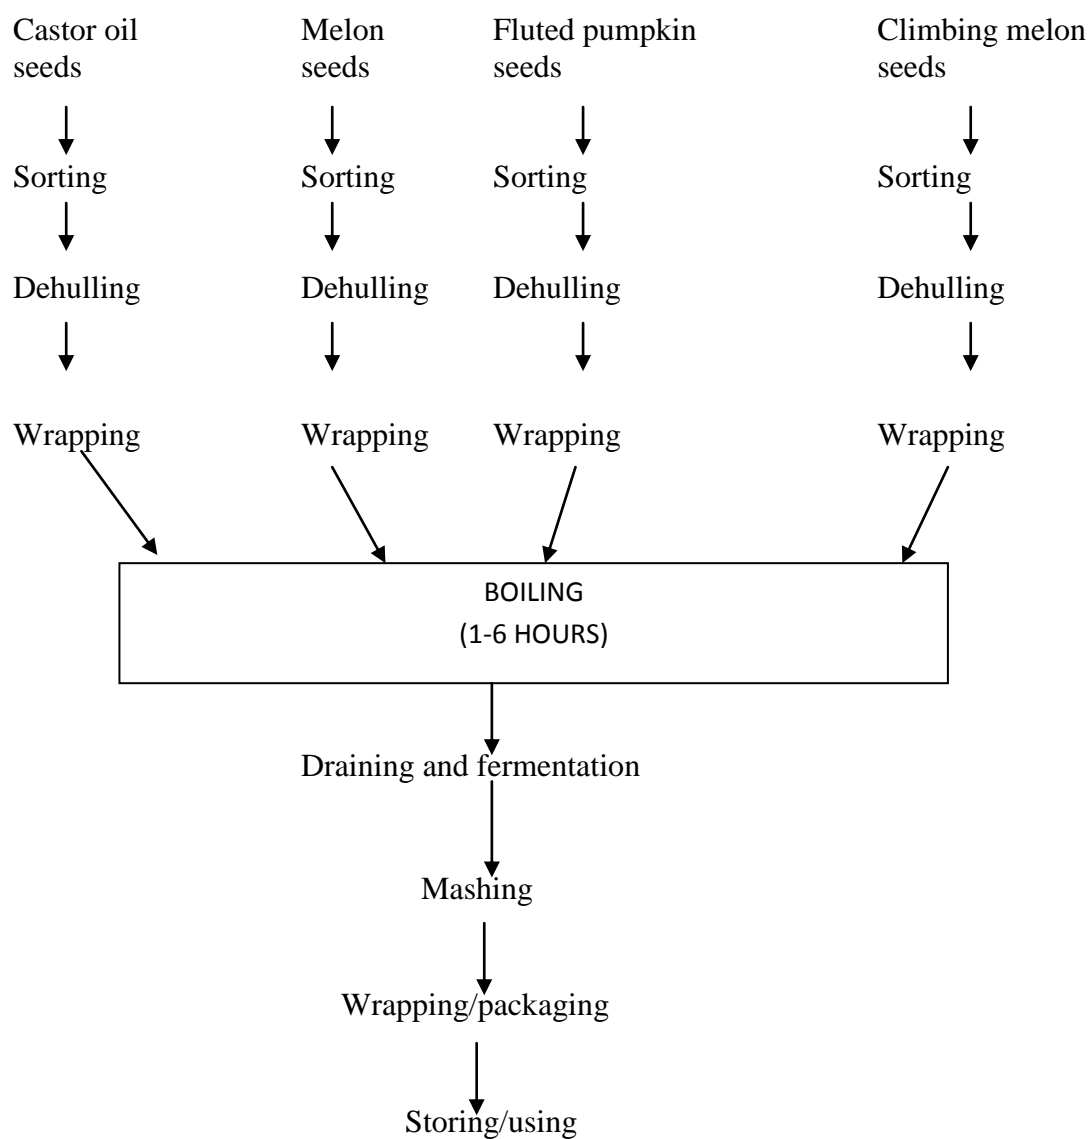 Castor oil
seeds
Melon
seeds
Fluted pumpkin
seeds
Climbing melon
seeds
Sorting
Sorting
Sorting
Sorting
Dehulling
Dehulling
Dehulling
Dehulling
Wrapping
Wrapping
Wrapping
Wrapping
BOILING
(1-6 HOURS)
Draining and fermentation
Mashing
Wrapping/packaging
Storing/using